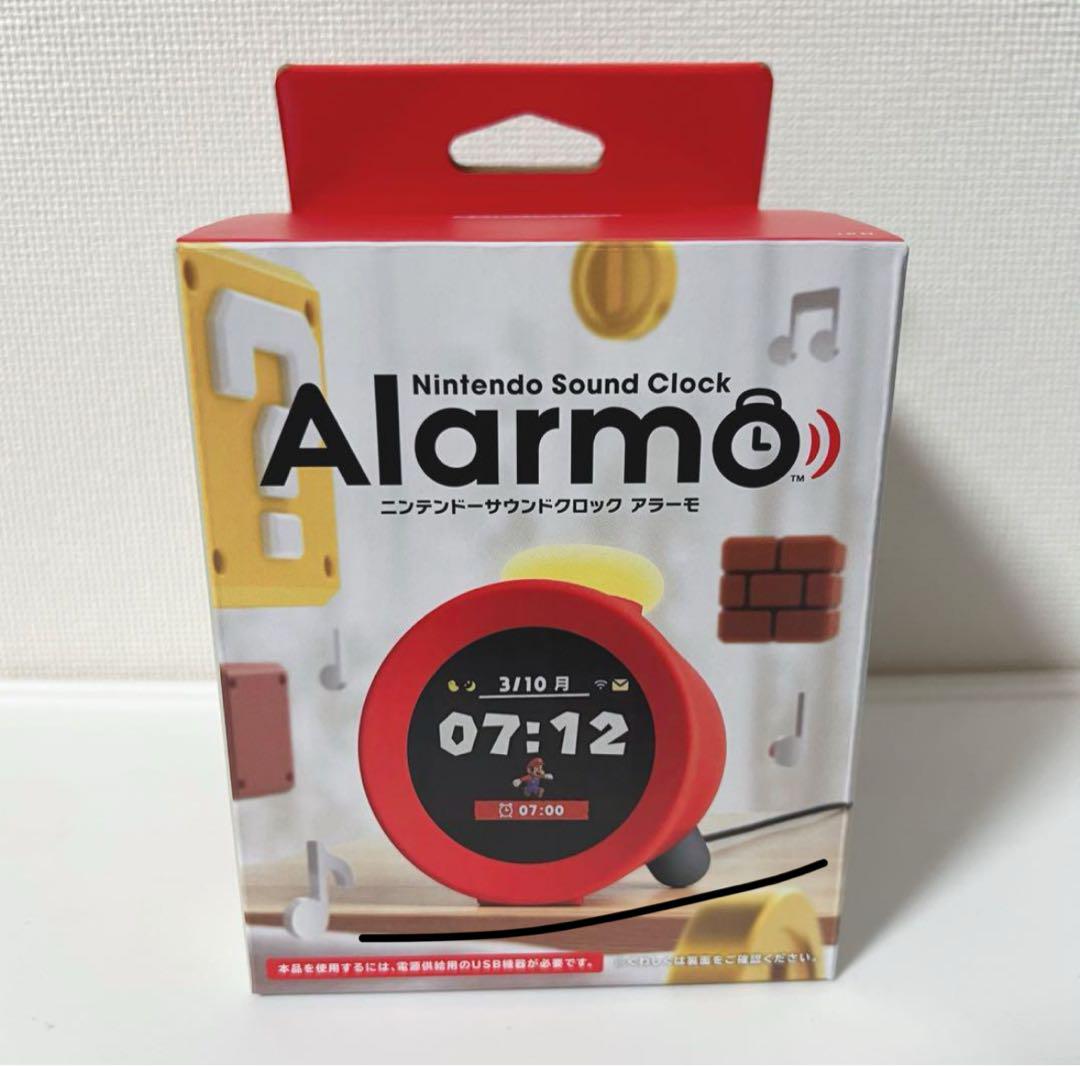 Nintendo Sound Clock
Alarmo
TM
ニンテンドーサウンドクロック アラーモ
3/10 月
07:12
07:00
本品を使用するには、電源供給用のUSB機器が必要です。
くわしくは裏面をご確認ください。